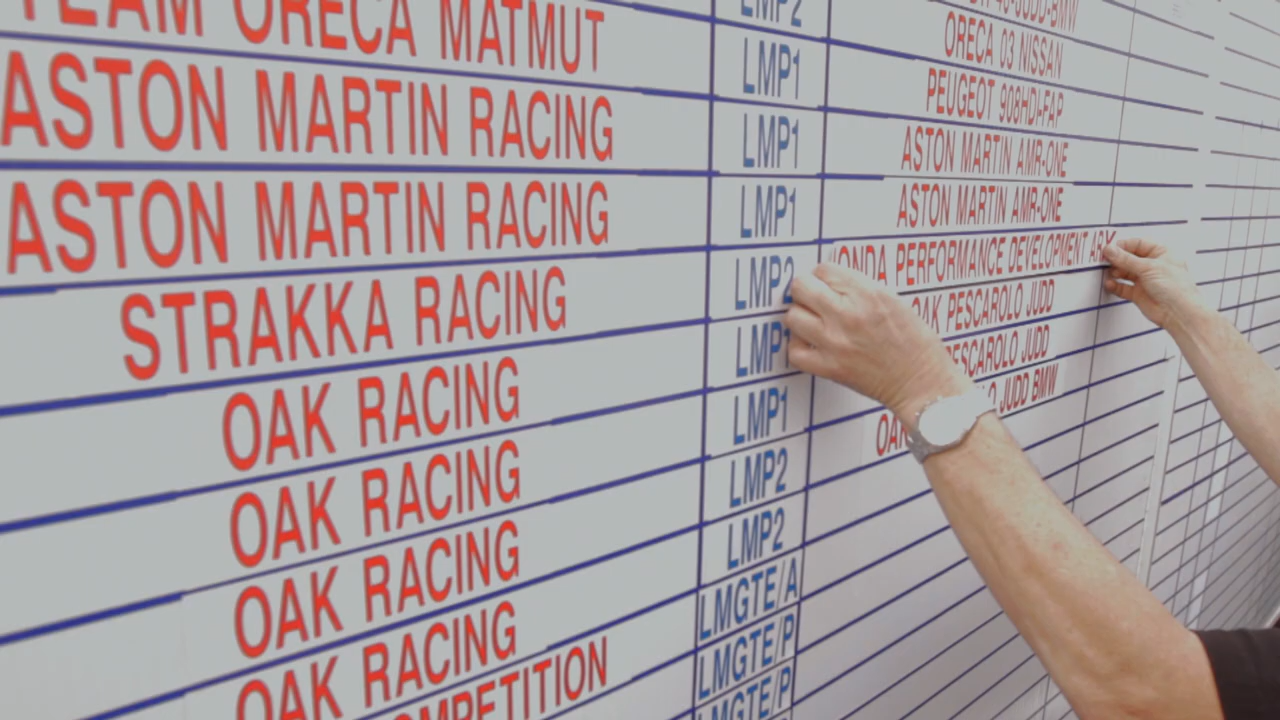 TEAM ORECA MATMUT LMP1 ORECA 03 NISSAN
ASTON MARTIN RACING LMP1 PEUGEOT 908HDI-FAP
ASTON MARTIN RACING LMP1 ASTON MARTIN AMR-ONE
STRAKKA RACING LMP2 ASTON MARTIN AMR-ONE
OAK RACING LMP1 HONDA PERFORMANCE DEVELOPMENT
OAK RACING LMP1 OAK PESCAROLO JUDD
OAK RACING LMP2 PESCAROLO JUDD
OAK RACING LMP2 JUDD BMW
OAK
LMGTE/A
LMGTE/P
LMGTE/P